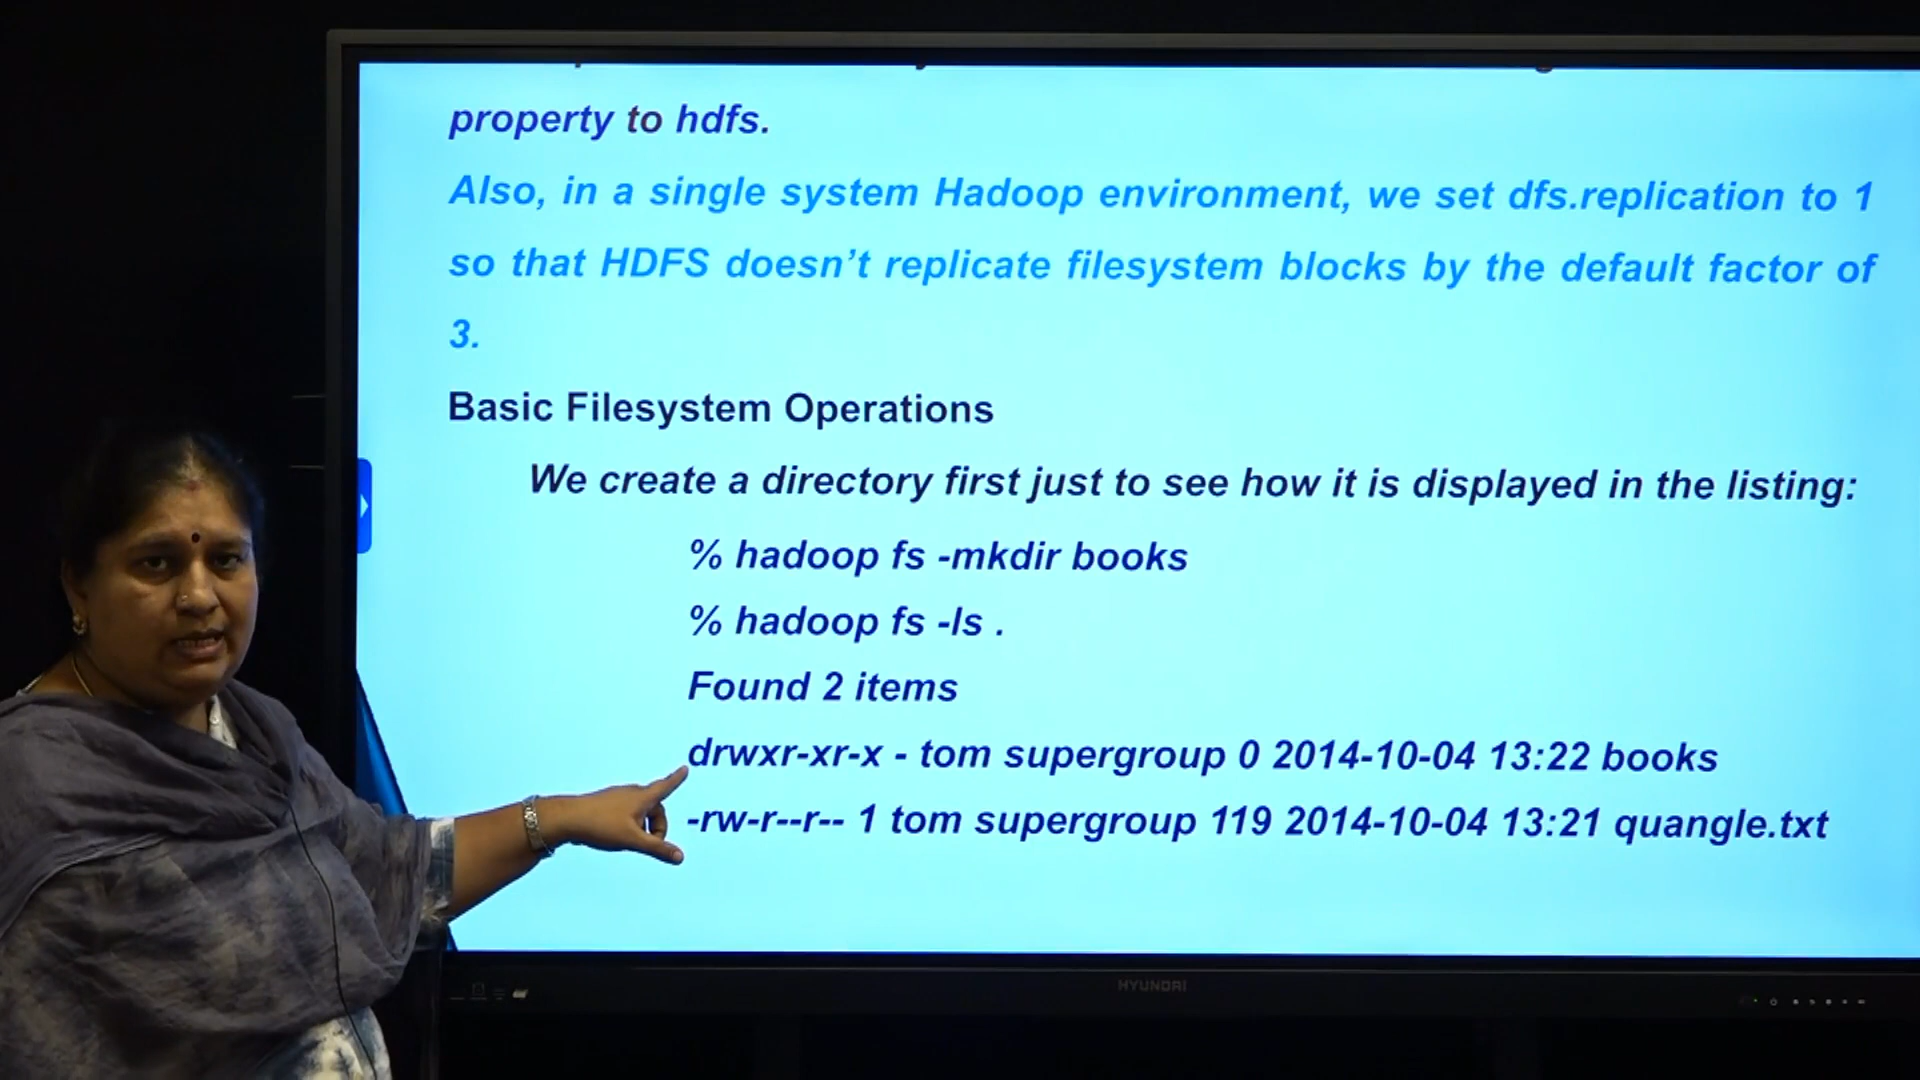 property to hdfs.
Also, in a single system Hadoop environment, we set dfs.replication to 1
so that HDFS doesn’t replicate filesystem blocks by the default factor of
3.
Basic Filesystem Operations
We create a directory first just to see how it is displayed in the listing:
% hadoop fs -mkdir books
% hadoop fs -ls .
Found 2 items
drwxr-xr-x - tom supergroup 0 2014-10-04 13:22 books
-rw-r--r-- 1 tom supergroup 119 2014-10-04 13:21 quangle.txt
HYUNDAI